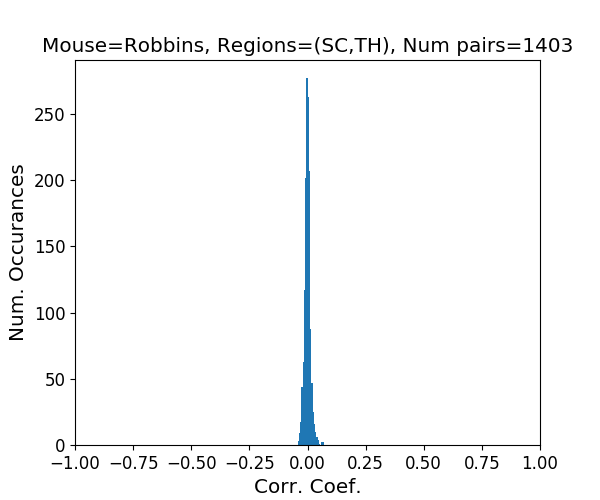 Mouse=Robbins, Regions=(SC,TH), Num pairs=1403
Num. Occurances
250
200
150
100
50
0
−1.00 −0.75 −0.50 −0.25 0.00 0.25 0.50 0.75 1.00
Corr. Coef.